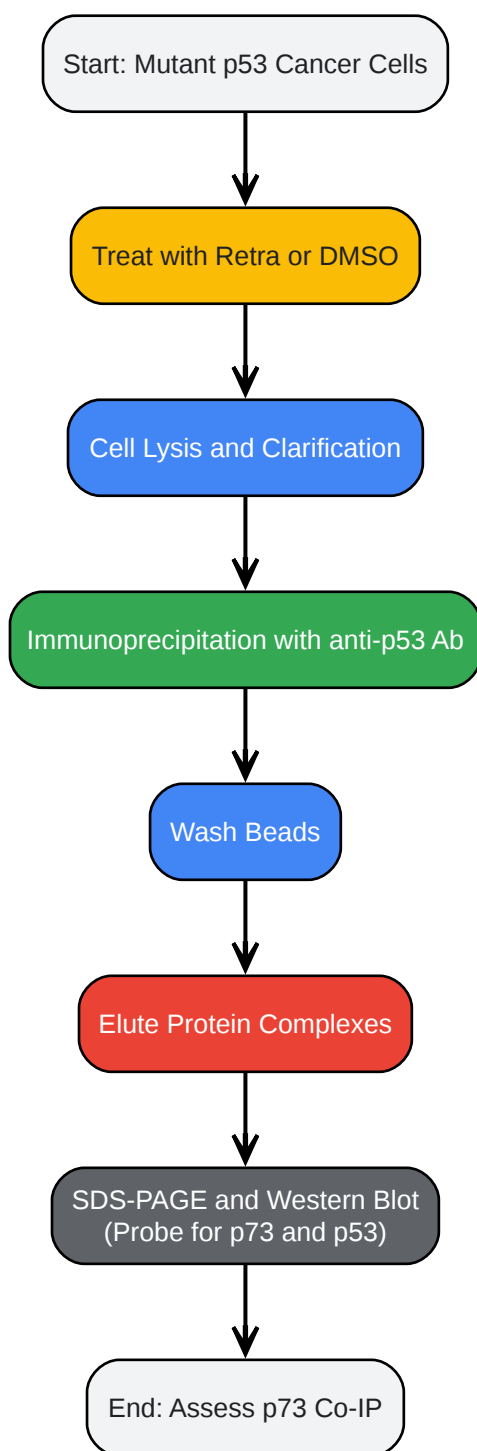 Start: Mutant p53 Cancer Cells
Treat with Retra or DMSO
Cell Lysis and Clarification
Immunoprecipitation with anti-p53 Ab
Wash Beads
Elute Protein Complexes
SDS-PAGE and Western Blot
(Probe for p73 and p53)
End: Assess p73 Co-IP